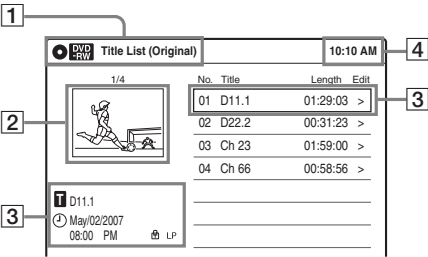 1
DVD -RW Title List (Original) 10:10 AM 4
1/4 No. Title Length Edit
01 D11.1 01:29:03 > 3
2 02 D22.2 00:31:23 >
03 Ch 23 01:59:00 >
04 Ch 66 00:58:56 >
T D11.1
3 May/02/2007
08:00 PM LP